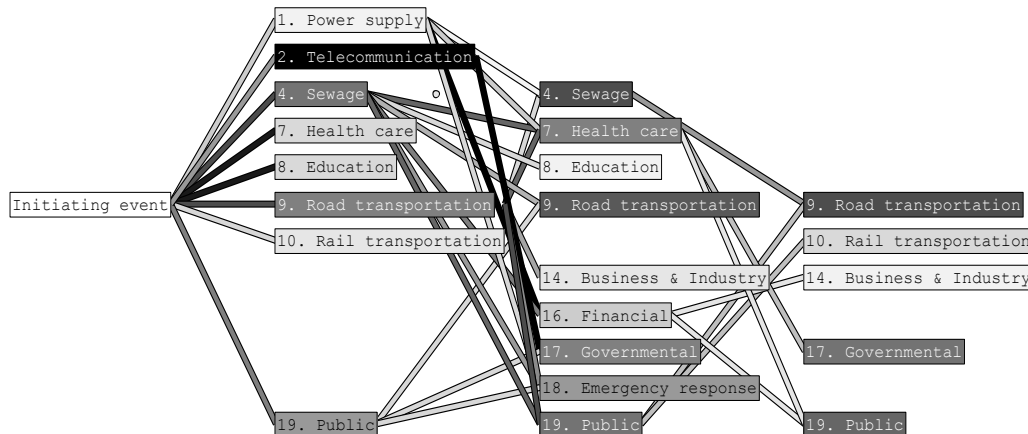 1. Power supply
2. Telecommunication
4. Sewage
7. Health care
8. Education
Initiating event
9. Road transportation
10. Rail transportation
19. Public
4. Sewage
7. Health care
8. Education
9. Road transportation
14. Business & Industry
16. Financial
17. Governmental
18. Emergency response
19. Public
9. Road transportation
10. Rail transportation
14. Business & Industry
17. Governmental
19. Public